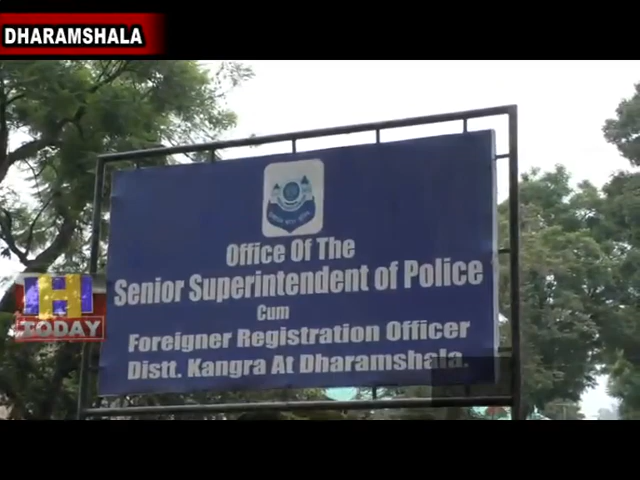 DHARAMSHALA
Office Of The
Senior Superintendent of Police
Cum
Foreigner Registration Officer
Distt. Kangra At Dharamshala.
H
TODAY